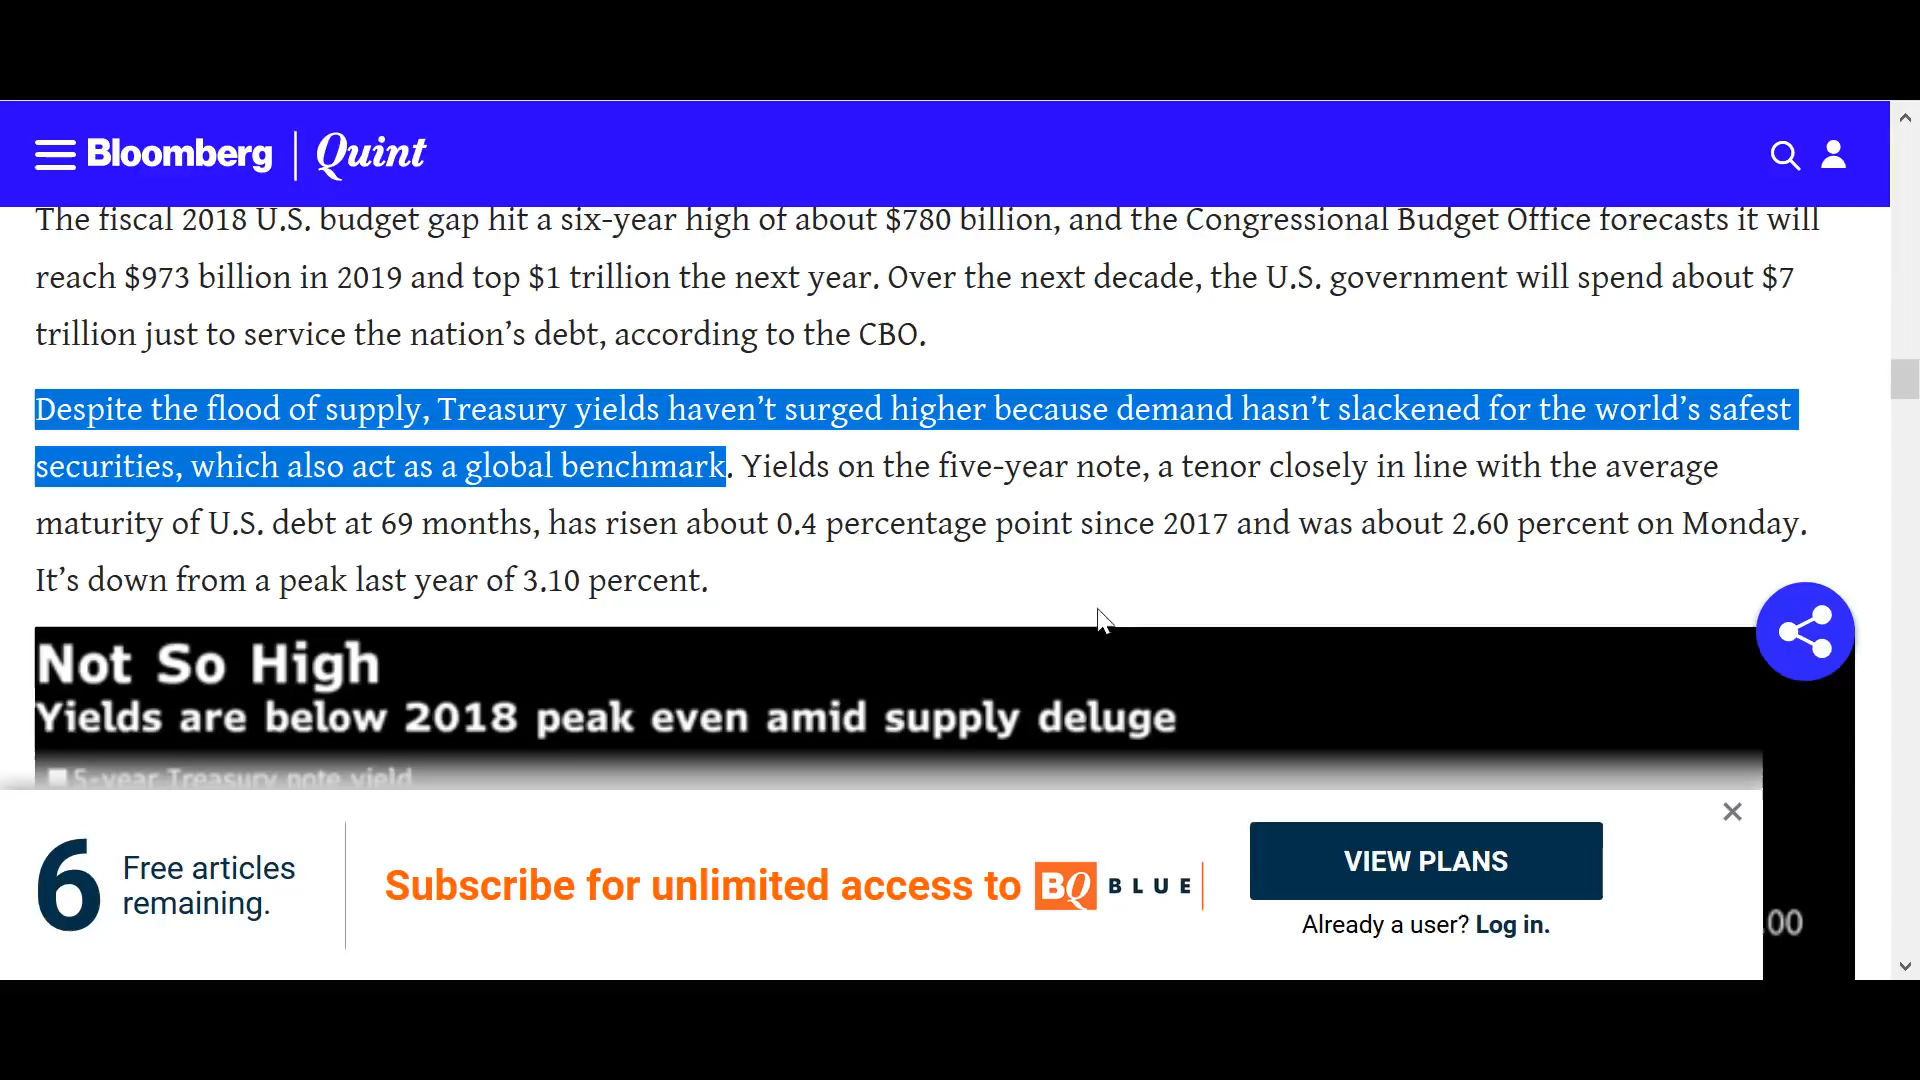 Bloomberg | Quint
The fiscal 2018 U.S. budget gap hit a six-year high of about $780 billion, and the Congressional Budget Office forecasts it will
reach $973 billion in 2019 and top $1 trillion the next year. Over the next decade, the U.S. government will spend about $7
trillion just to service the nation’s debt, according to the CBO.
Despite the flood of supply, Treasury yields haven’t surged higher because demand hasn’t slackened for the world’s safest
securities, which also act as a global benchmark. Yields on the five-year note, a tenor closely in line with the average
maturity of U.S. debt at 69 months, has risen about 0.4 percentage point since 2017 and was about 2.60 percent on Monday.
It’s down from a peak last year of 3.10 percent.
Not So High
Yields are below 2018 peak even amid supply deluge
5-year Treasury note yield
6 Free articles
remaining.
Subscribe for unlimited access to BQ BLUE
VIEW PLANS
Already a user? Log in.
.00